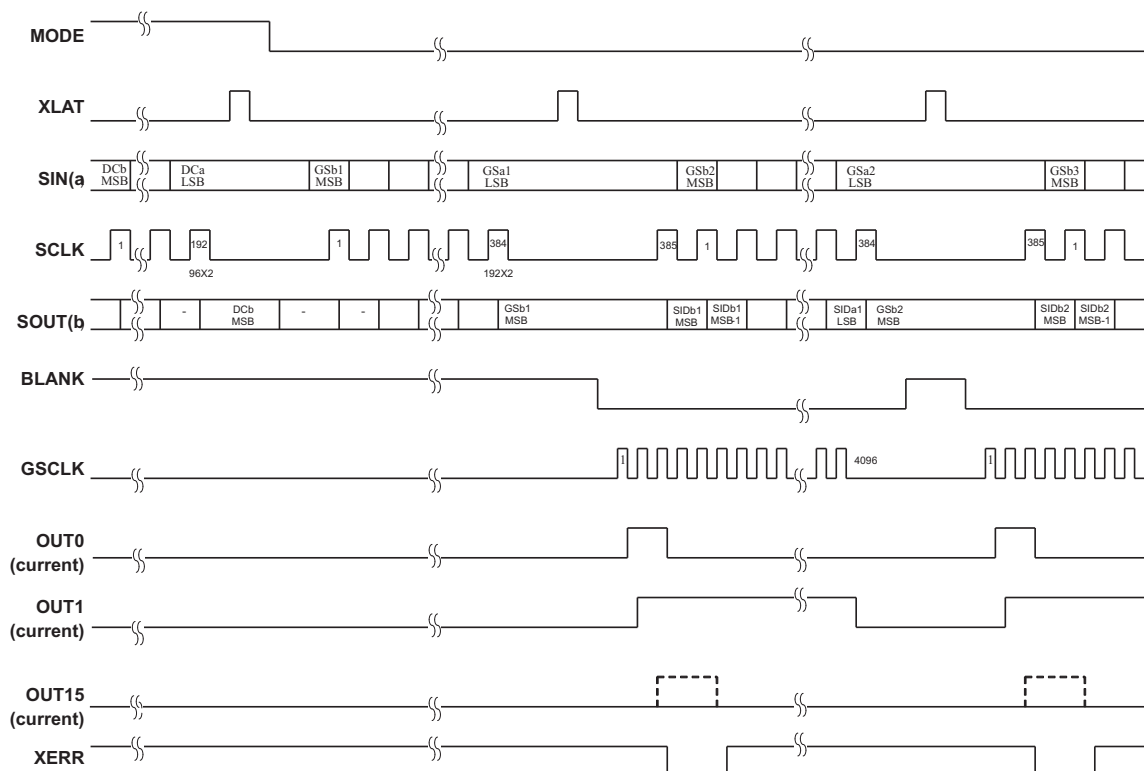 MODE
XLAT
SIN(a)
DCb MSB
DCa LSB
GSb1 MSB
GSa1 LSB
GSb2 MSB
GSa2 LSB
GSb3 MSB
SCLK
1
192
1
384
385
1
384
385
1
96X2
192X2
SOUT(b)
-
DCb MSB
-
-
GSb1 MSB
SIDb1 MSB
SIDb1 MSB-1
SIDa1 LSB
GSb2 MSB
SIDb2 MSB
SIDb2 MSB-1
BLANK
GSCLK
1
4096
1
OUT0
(current)
OUT1
(current)
OUT15
(current)
XERR